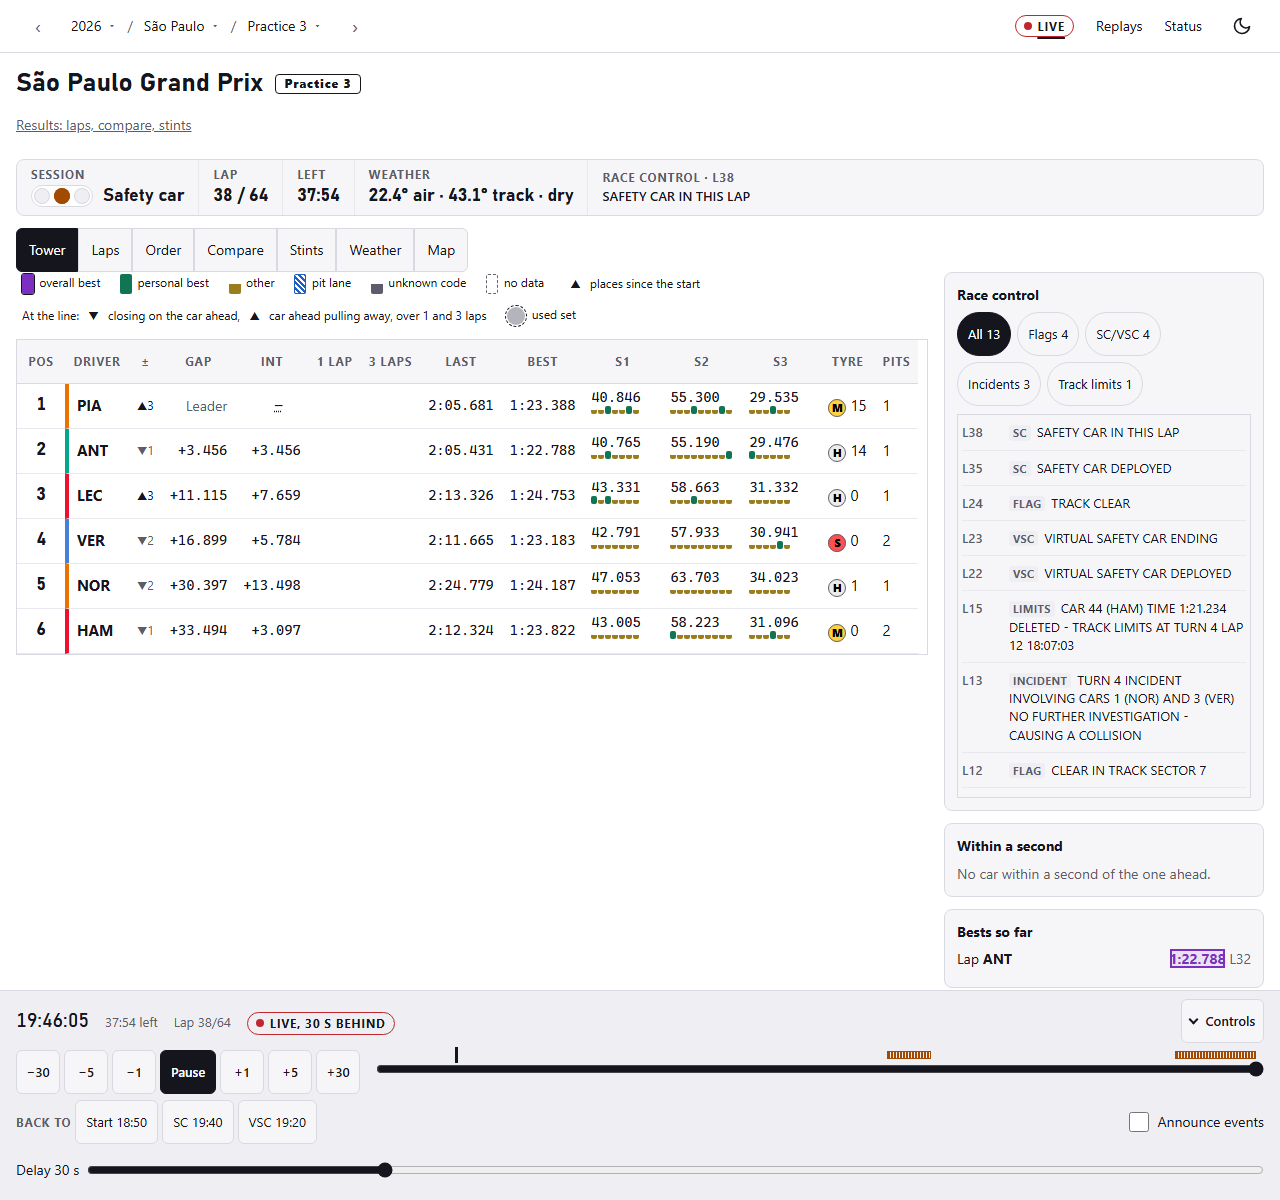 2026 / São Paulo / Practice 3
LIVE Replays Status
São Paulo Grand Prix Practice 3
Results: laps, compare, stints
SESSION LAP LEFT WEATHER RACE CONTROL · L38
Safety car 38 / 64 37:54 22.4° air · 43.1° track · dry SAFETY CAR IN THIS LAP
Tower Laps Order Compare Stints Weather Map
overall best personal best other pit lane unknown code no data ▲ places since the start
At the line: ▼ closing on the car ahead, ▲ car ahead pulling away, over 1 and 3 laps used set
POS DRIVER ± GAP INT 1 LAP 3 LAPS LAST BEST S1 S2 S3 TYRE PITS
1 PIA ▲3 Leader – 2:05.681 1:23.388 40.846 55.300 29.535 M 15 1
2 ANT ▼1 +3.456 +3.456 2:05.431 1:22.788 40.765 55.190 29.476 H 14 1
3 LEC ▲3 +11.115 +7.659 2:13.326 1:24.753 43.331 58.663 31.332 H 0 1
4 VER ▼2 +16.899 +5.784 2:11.665 1:23.183 42.791 57.933 30.941 S 0 2
5 NOR ▼2 +30.397 +13.498 2:24.779 1:24.187 47.053 63.703 34.023 H 1 1
6 HAM ▼1 +33.494 +3.097 2:12.324 1:23.822 43.005 58.223 31.096 M 0 2
Race control
All 13 Flags 4 SC/VSC 4
Incidents 3 Track limits 1
L38 SC SAFETY CAR IN THIS LAP
L35 SC SAFETY CAR DEPLOYED
L24 FLAG TRACK CLEAR
L23 VSC VIRTUAL SAFETY CAR ENDING
L22 VSC VIRTUAL SAFETY CAR DEPLOYED
L15 LIMITS CAR 44 (HAM) TIME 1:21.234
DELETED - TRACK LIMITS AT TURN 4 LAP
12 18:07:03
L13 INCIDENT TURN 4 INCIDENT
INVOLVING CARS 1 (NOR) AND 3 (VER)
NO FURTHER INVESTIGATION -
CAUSING A COLLISION
L12 FLAG CLEAR IN TRACK SECTOR 7
Within a second
No car within a second of the one ahead.
Bests so far
Lap ANT 1:22.788 L32
19:46:05 37:54 left Lap 38/64 LIVE, 30 S BEHIND Controls
−30 −5 −1 Pause +1 +5 +30
BACK TO Start 18:50 SC 19:40 VSC 19:20 Announce events
Delay 30 s